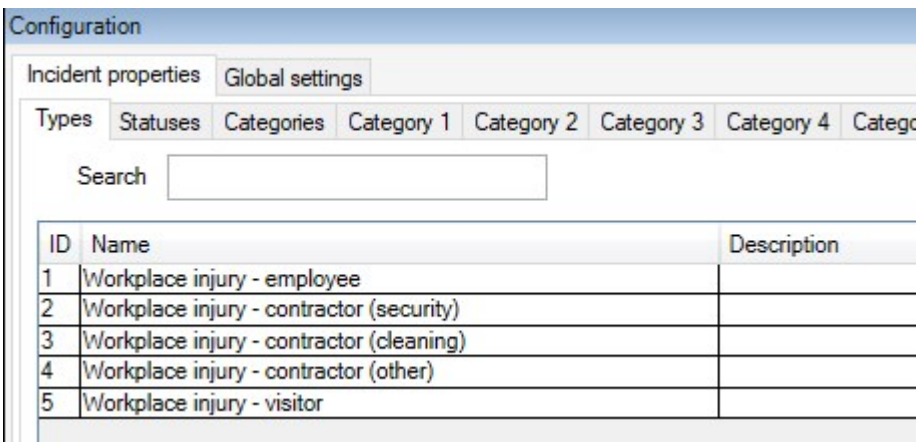 Configuration
Incident properties Global settings
Types Statuses Categories Category 1 Category 2 Category 3 Category 4
Search
ID Name Description
1 Workplace injury - employee
2 Workplace injury - contractor (security)
3 Workplace injury - contractor (cleaning)
4 Workplace injury - contractor (other)
5 Workplace injury - visitor